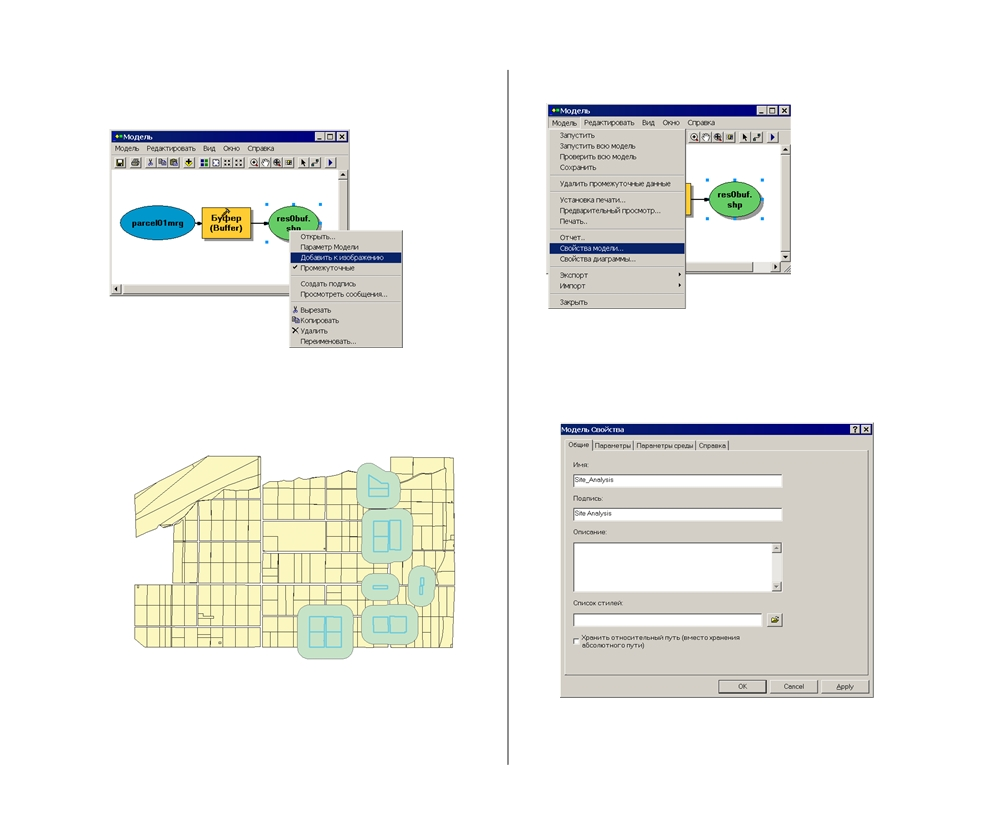 Модель
Модель Редактировать Вид Окно Справка
parcel01mrg
Буфер
(Buffer)
res0buf.
shp
Открыть...
Параметр Модели
Добавить к изображению
Промежуточные
Создать подпись
Просмотреть сообщения...
Вырезать
Копировать
Удалить
Переименовать...
Модель
Модель Редактировать Вид Окно Справка
Запустить
Запустить всю модель
Проверить всю модель
Сохранить
Удалить промежуточные данные
Установка печати...
Предварительный просмотр...
Печать..
Отчет..
Свойства модели...
Свойства диаграммы...
Экспорт
Импорт
Закрыть
res0buf.
shp
Модель Свойства
Общие Параметры Параметры среды Справка
Имя:
Site_Analysis
Подпись:
Site Analysis
Описание:
Список стилей:
Хранить относительный путь (вместо хранения
абсолютного пути)
OK Cancel Apply